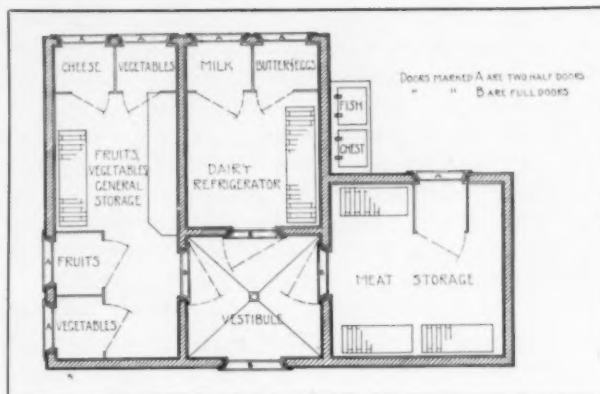 CHEESE
VEGETABLES
MILK
BUTTER & EGGS
DOORS MARKED A ARE TWO HALF DOORS
" " B ARE FULL DOORS
FISH
CHEST
FRUITS,
VEGETABLES
GENERAL
STORAGE
DAIRY
REFRIGERATOR
FRUITS
VEGETABLES
VESTIBULE
MEAT STORAGE
A
A
A
A
A
A
A
B
B
B
B